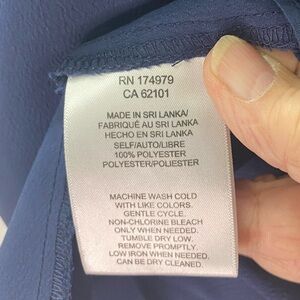 RN 174979
CA 62101
MADE IN SRI LANKA/
FABRIQUÉ AU SRI LANKA
HECHO EN SRI LANKA
SELF/AUTO/LIBRE
100% POLYESTER
POLYESTER/POLIESTER
MACHINE WASH COLD
WITH LIKE COLORS.
GENTLE CYCLE.
NON-CHLORINE BLEACH
ONLY WHEN NEEDED.
TUMBLE DRY LOW.
REMOVE PROMPTLY.
LOW IRON WHEN NEEDED.
CAN BE DRY CLEANED.